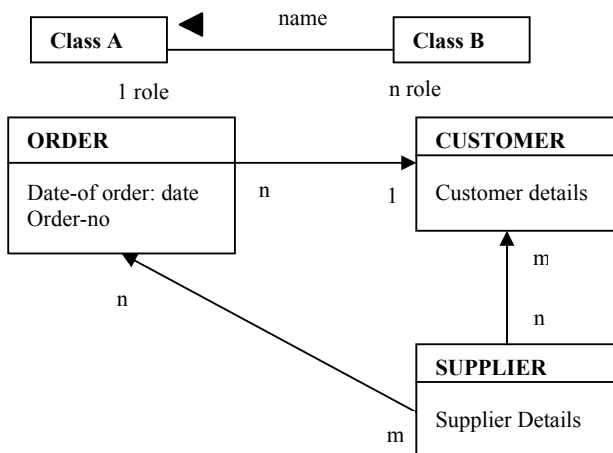 name
Class A
Class B
1 role
n role
ORDER
Date-of order: date
Order-no
n
1
CUSTOMER
Customer details
m
n
n
SUPPLIER
Supplier Details
m